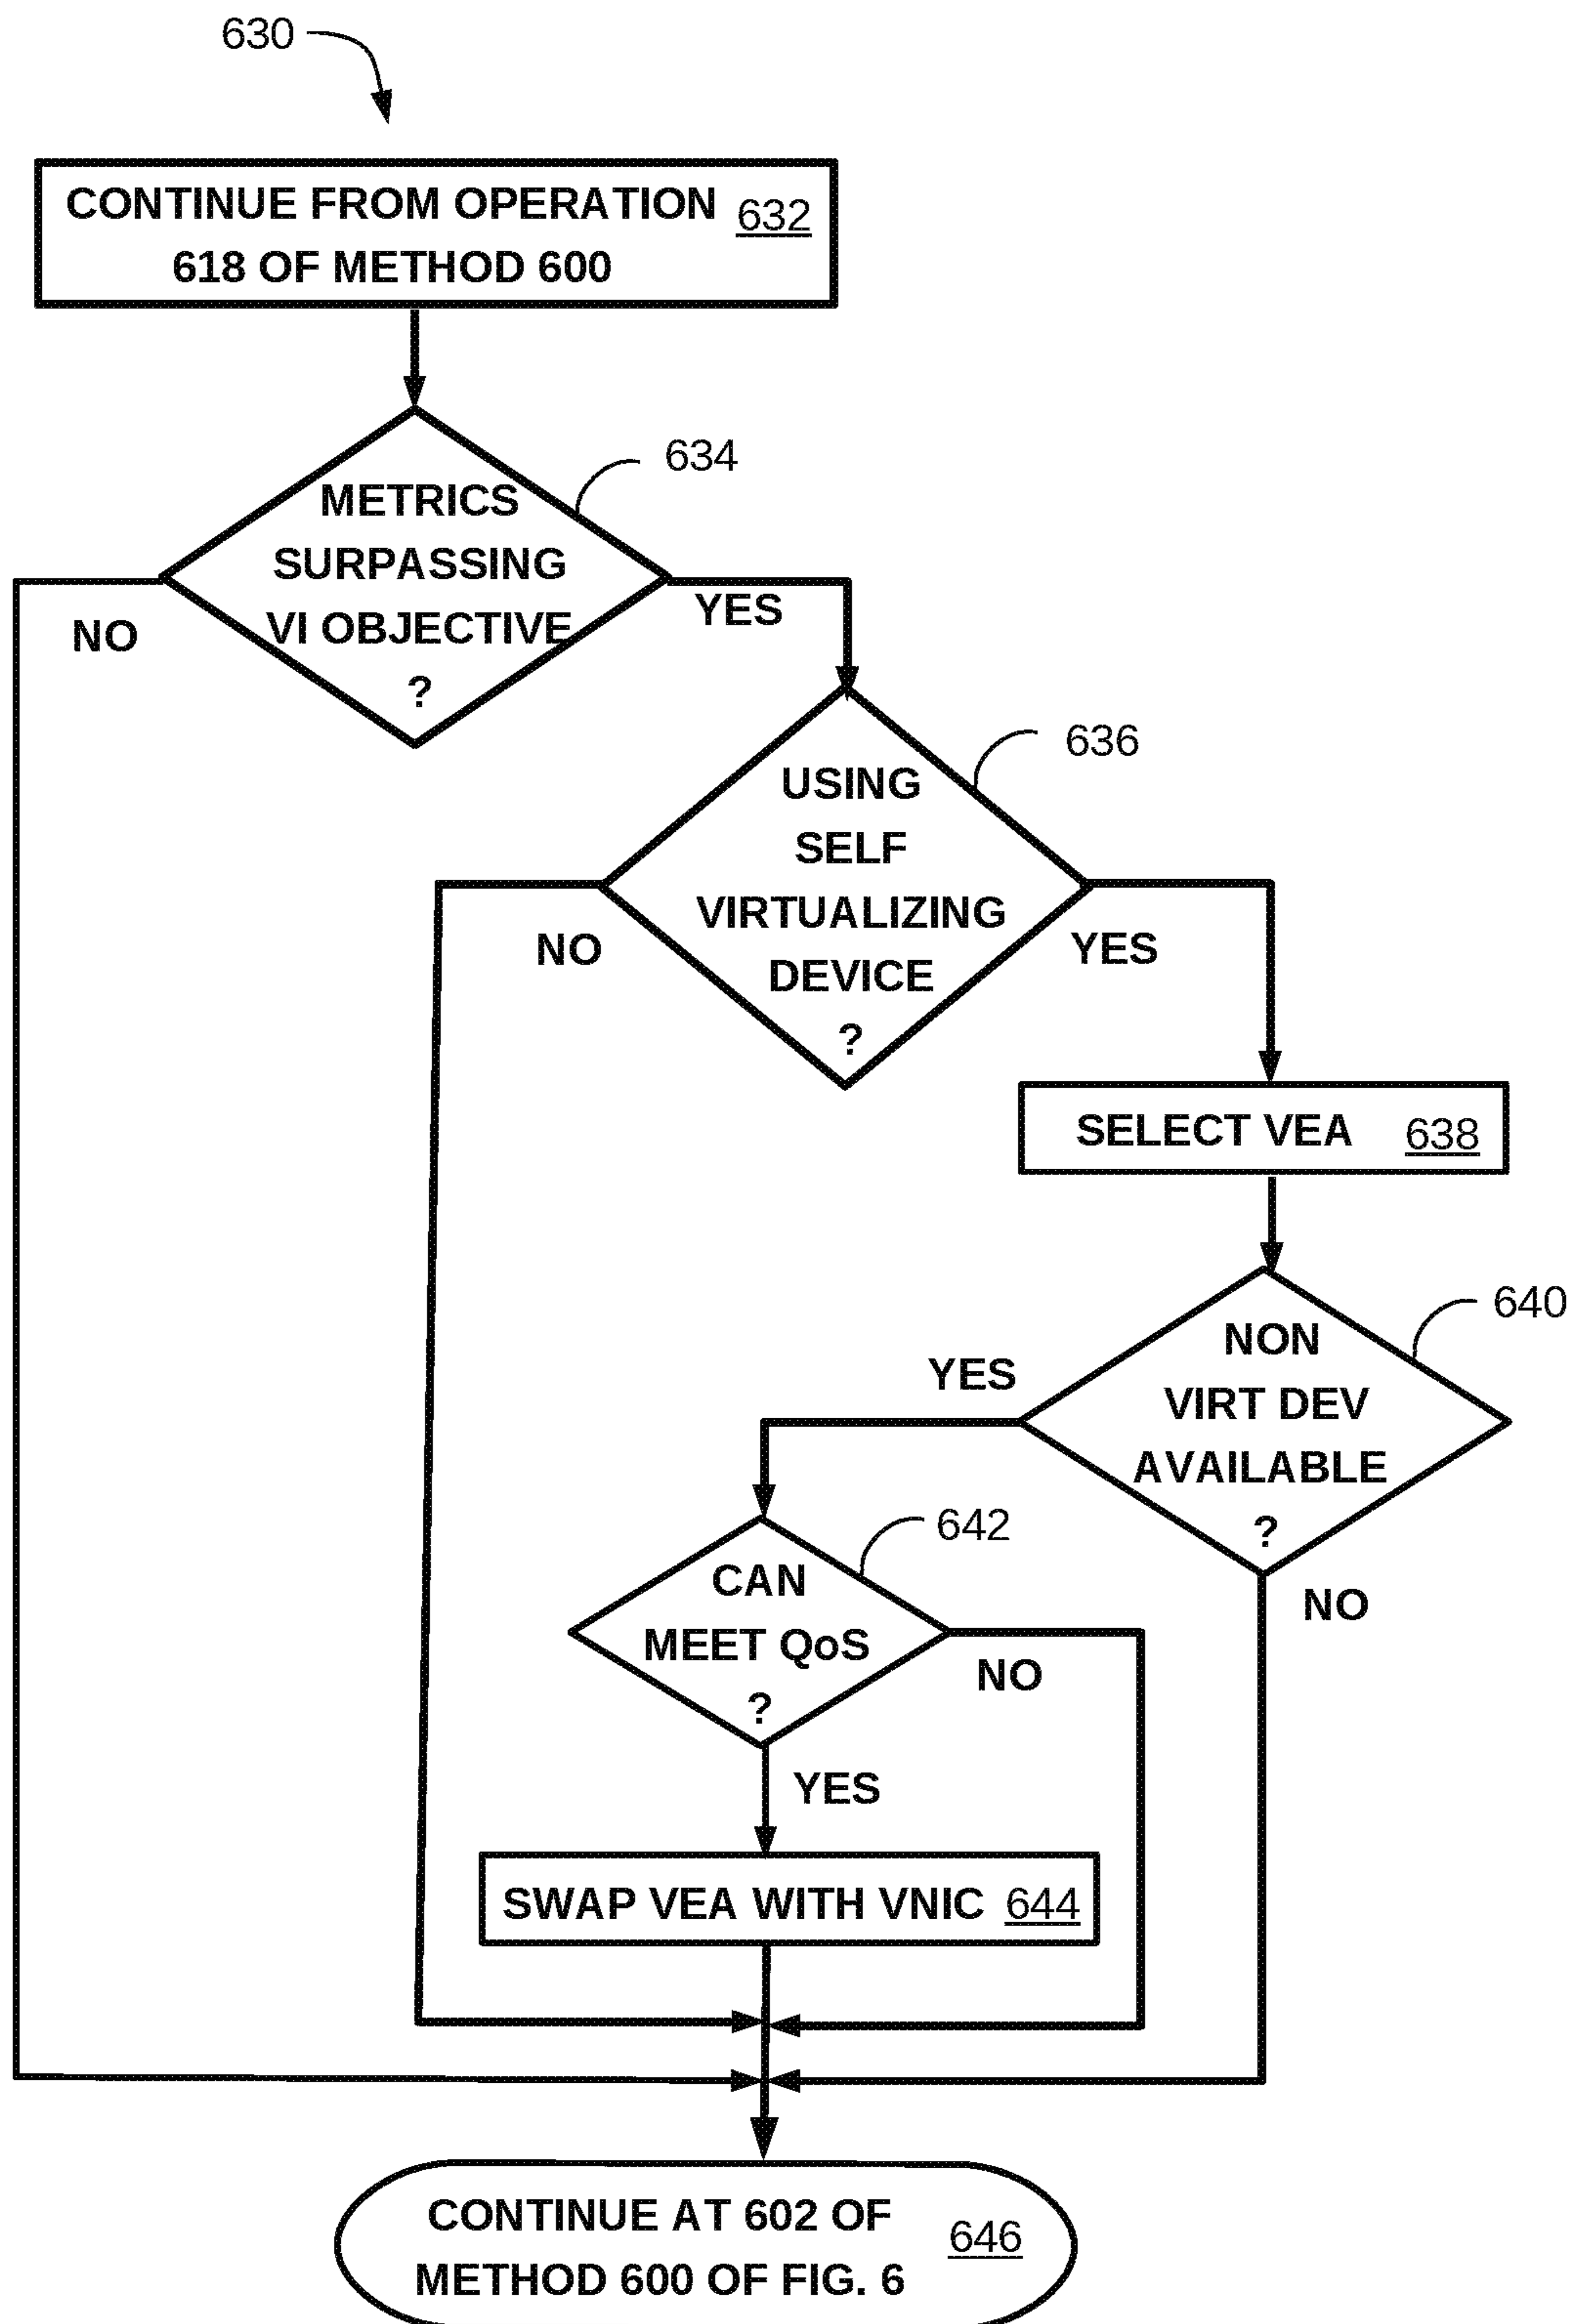 630
CONTINUE FROM OPERATION 632
618 OF METHOD 600
634
METRICS
SURPASSING
VI OBJECTIVE
?
NO
YES
636
USING
SELF
VIRTUALIZING
DEVICE
?
NO
YES
SELECT VEA 638
640
NON
VIRT DEV
AVAILABLE
?
YES
NO
642
CAN
MEET QoS
?
NO
YES
SWAP VEA WITH VNIC 644
CONTINUE AT 602 OF 646
METHOD 600 OF FIG. 6